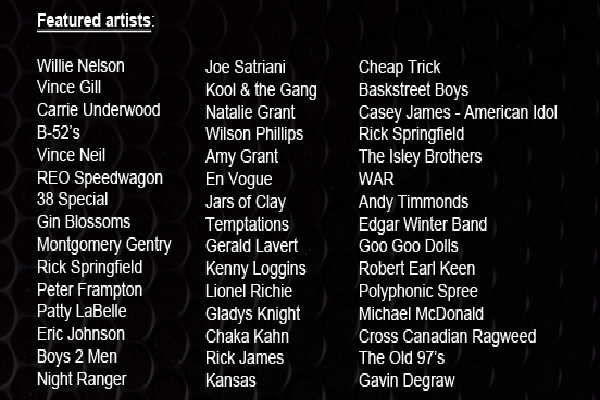 Featured artists:
Willie Nelson
Vince Gill
Carrie Underwood
B-52's
Vince Neil
REO Speedwagon
38 Special
Gin Blossoms
Montgomery Gentry
Rick Springfield
Peter Frampton
Patty LaBelle
Eric Johnson
Boys 2 Men
Night Ranger
Joe Satriani
Kool & the Gang
Natalie Grant
Wilson Phillips
Amy Grant
En Vogue
Jars of Clay
Temptations
Gerald Lavert
Kenny Loggins
Lionel Richie
Gladys Knight
Chaka Kahn
Rick James
Kansas
Cheap Trick
Baskstreet Boys
Casey James - American Idol
Rick Springfield
The Isley Brothers
WAR
Andy Timmonds
Edgar Winter Band
Goo Goo Dolls
Robert Earl Keen
Polyphonic Spree
Michael McDonald
Cross Canadian Ragweed
The Old 97's
Gavin Degraw